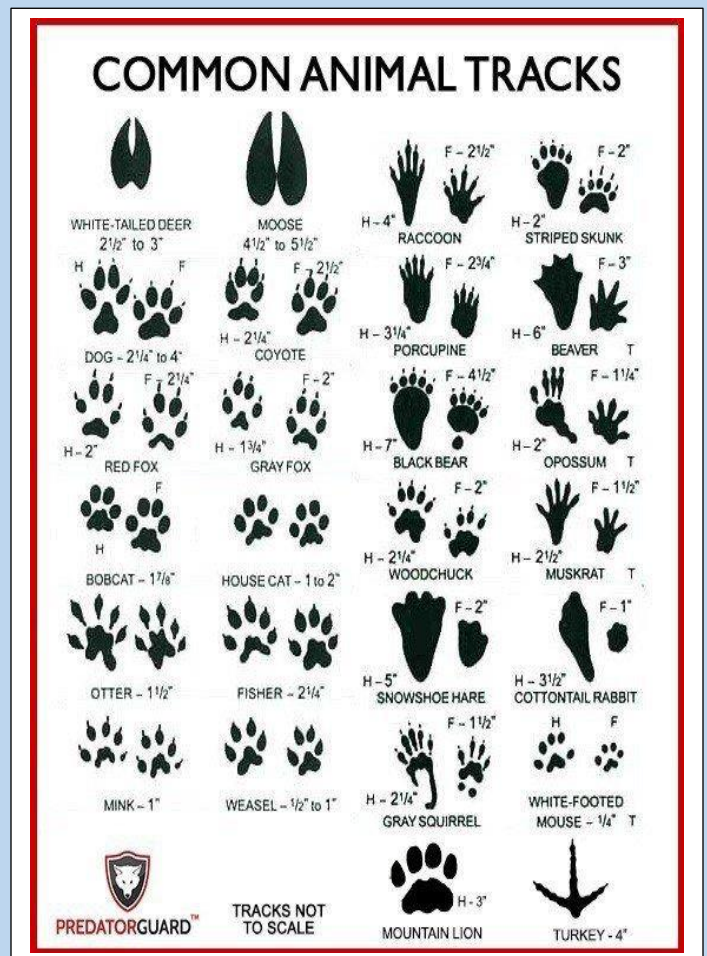 COMMON ANIMAL TRACKS
WHITE-TAILED DEER
2½" to 3"
MOOSE
4½" to 5½"
F – 2½"
H – 4"
RACCOON
F – 2"
H – 2"
STRIPED SKUNK
H F
DOG – 2¼" to 4"
F – 2½"
H – 2¼"
COYOTE
F – 2¾"
H – 3¼"
PORCUPINE
F – 3"
H – 6"
BEAVER T
F – 2¼"
H – 2"
RED FOX
F – 2"
H – 1¾"
GRAY FOX
F – 4½"
H – 7"
BLACK BEAR
F – 1¼"
H – 2"
OPOSSUM T
F
H
BOBCAT – 1⅞"
HOUSE CAT – 1 to 2"
F – 2"
H – 2¼"
WOODCHUCK
F – 1½"
H – 2½"
MUSKRAT T
OTTER – 1½"
FISHER – 2¼"
F – 2"
H – 5"
SNOWSHOE HARE
F – 1"
H – 3½"
COTTONTAIL RABBIT
MINK – 1"
WEASEL – ½" to 1"
F – 1½"
H – 2¼"
GRAY SQUIRREL
H F
WHITE-FOOTED
MOUSE – ¼" T
PREDATORGUARD™
TRACKS NOT
TO SCALE
H - 3"
MOUNTAIN LION
TURKEY - 4"